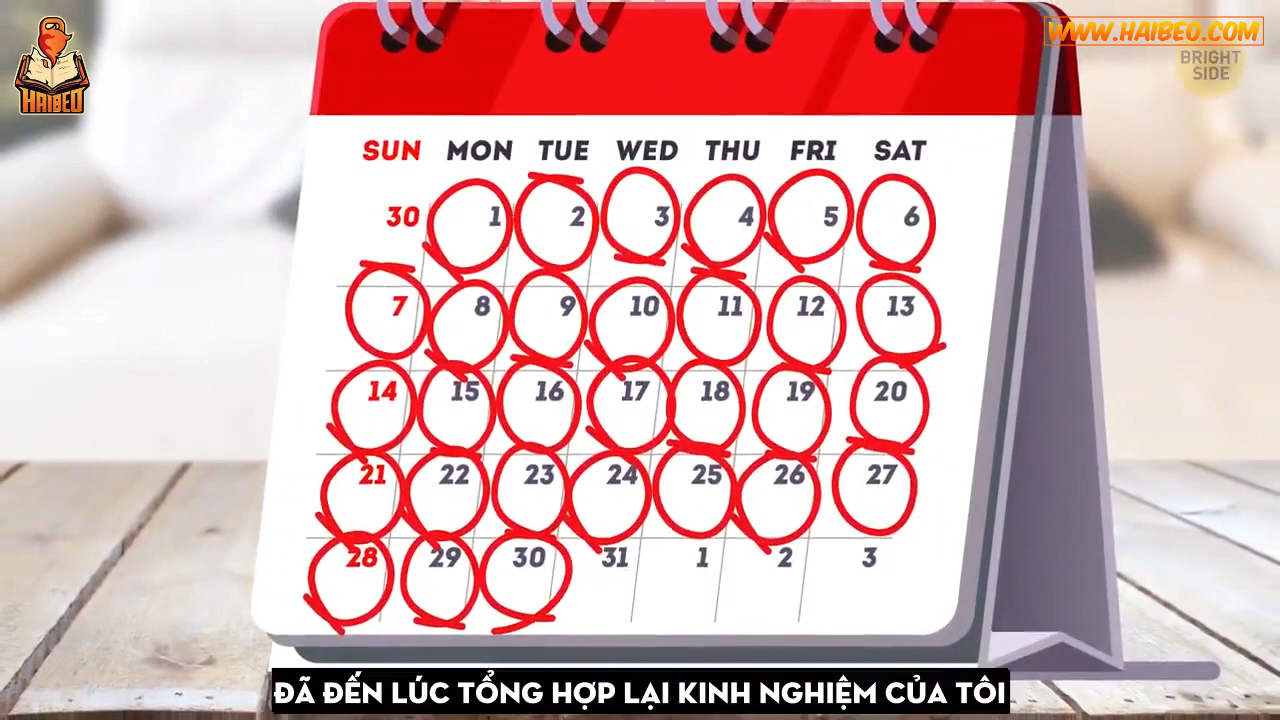 WWW.HAIBEO.COM
BRIGHT
SIDE
HAIBEO
SUN MON TUE WED THU FRI SAT
30 1 2 3 4 5 6
7 8 9 10 11 12 13
14 15 16 17 18 19 20
21 22 23 24 25 26 27
28 29 30 31 1 2 3
ĐÃ ĐẾN LÚC TỔNG HỢP LẠI KINH NGHIỆM CỦA TÔI